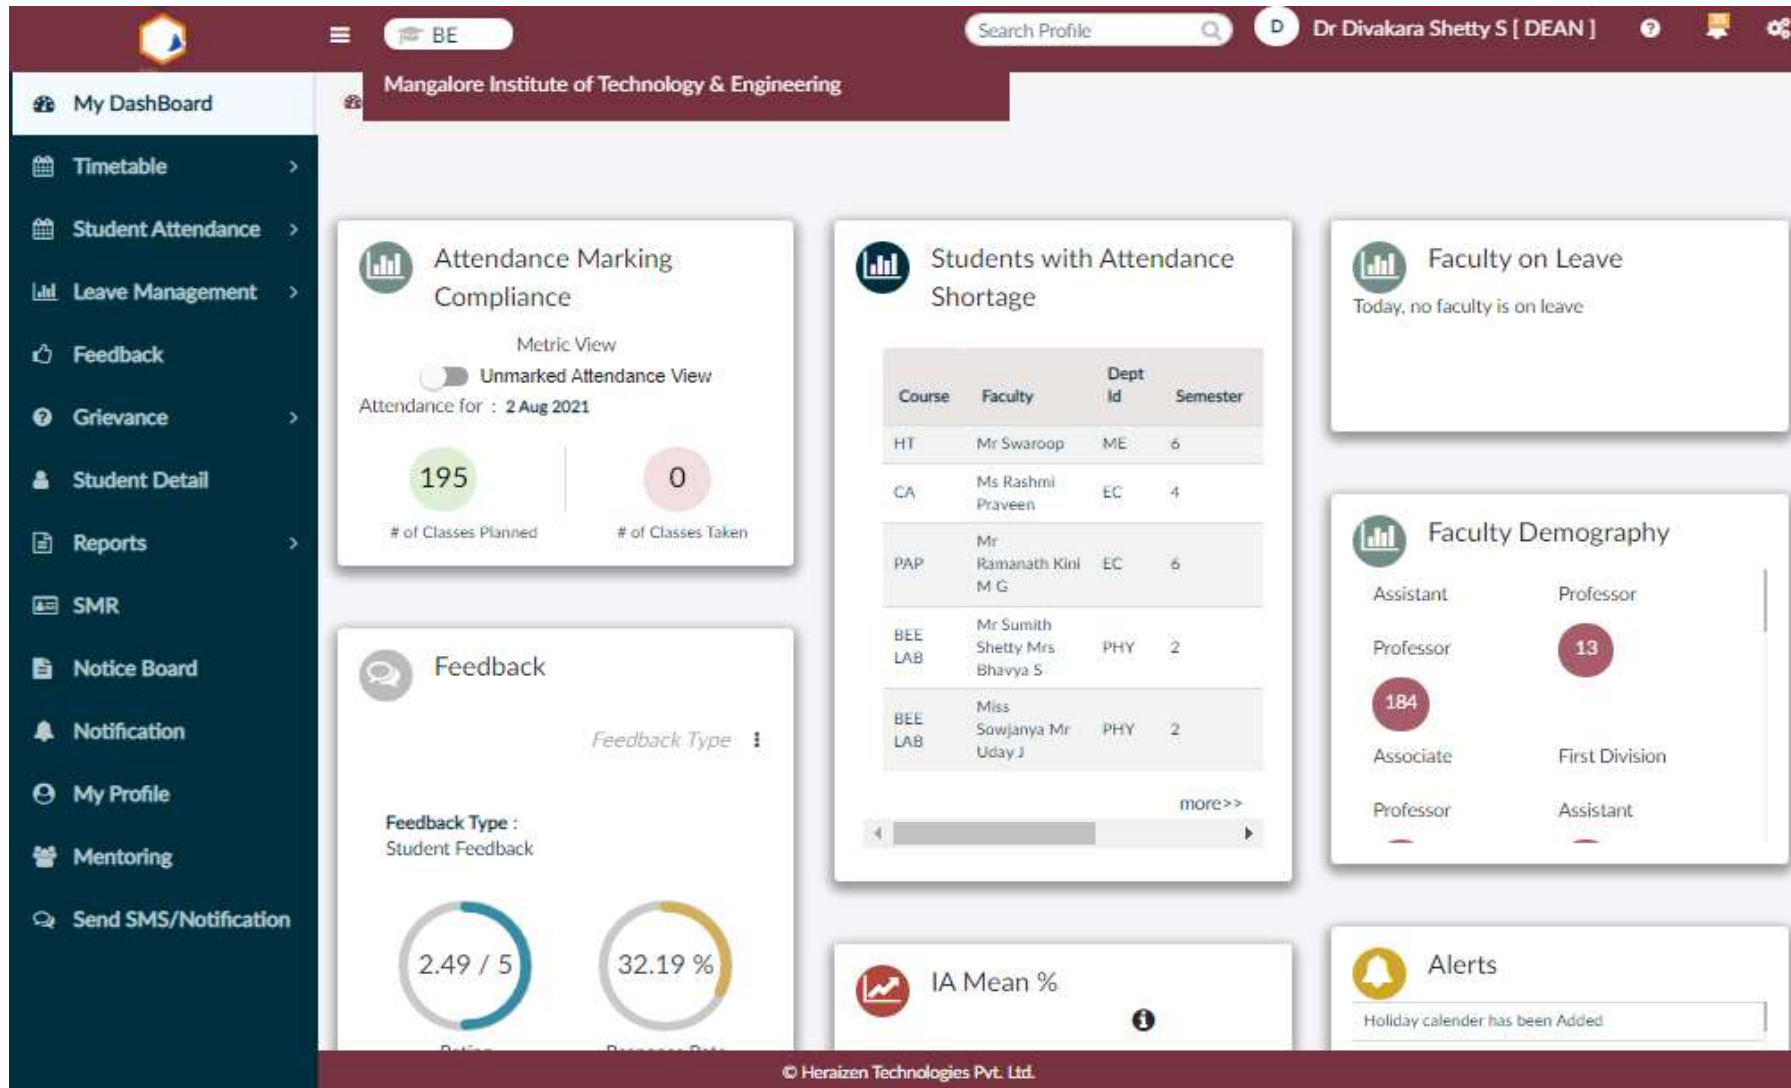 BE
Search Profile
D
Dr Divakara Shetty S [ DEAN ]
Mangalore Institute of Technology & Engineering
My DashBoard
Timetable
Student Attendance
Leave Management
Feedback
Grievance
Student Detail
Reports
SMR
Notice Board
Notification
My Profile
Mentoring
Send SMS/Notification
Attendance Marking
Compliance
Metric View
Unmarked Attendance View
Attendance for : 2 Aug 2021
195 0
# of Classes Planned # of Classes Taken
Feedback
Feedback Type
Feedback Type :
Student Feedback
2.49 / 5 32.19 %
Rating Response Rate
Students with Attendance
Shortage
Dept
Course Faculty Id Semester
HT Mr Swaroop ME 6
Ms Rashmi
CA EC 4
Praveen
Mr
PAP Ramanath Kini EC 6
M G
Mr Sumith
BEE
Shetty Mrs PHY 2
LAB
Bhavya S
Miss
BEE
Sowjanya Mr PHY 2
LAB
Uday J
more>>
IA Mean %
Faculty on Leave
Today, no faculty is on leave
Faculty Demography
Assistant Professor
Professor 13
184
Associate First Division
Professor Assistant
Alerts
Holiday calender has been Added
© Heraizen Technologies Pvt. Ltd.